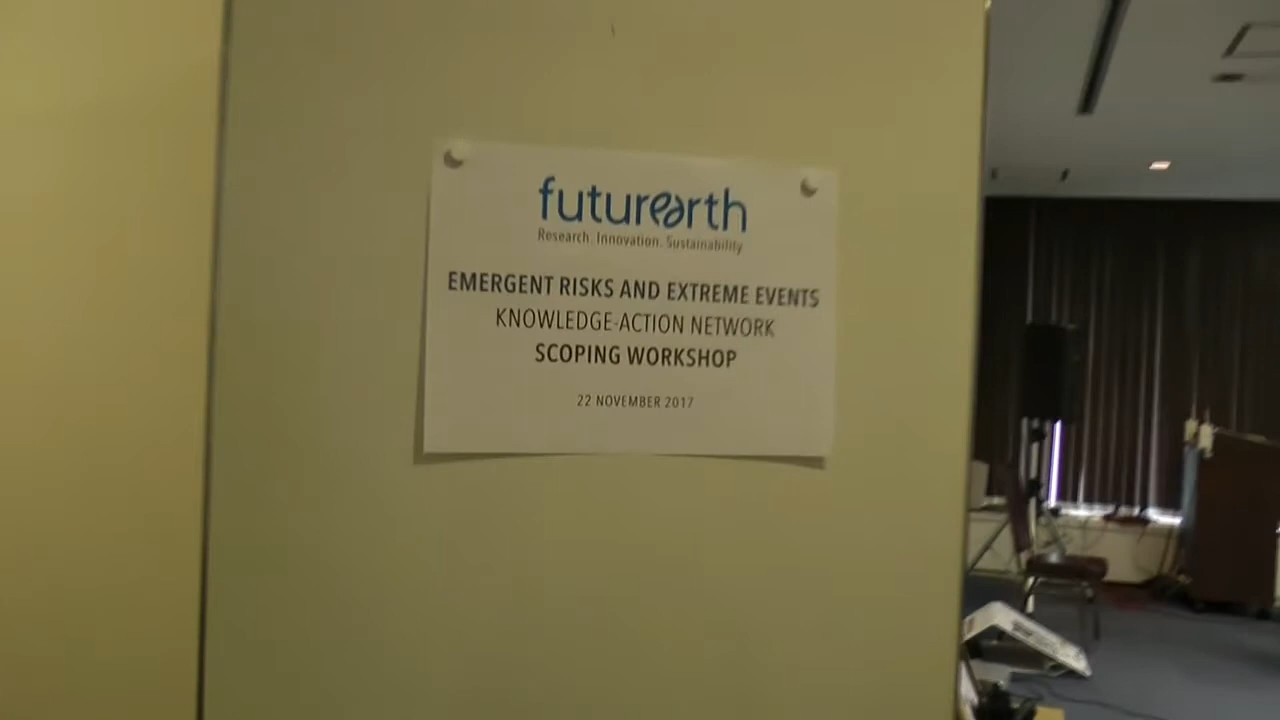 futurearth
Research. Innovation. Sustainability
EMERGENT RISKS AND EXTREME EVENTS
KNOWLEDGE-ACTION NETWORK
SCOPING WORKSHOP
22 NOVEMBER 2017